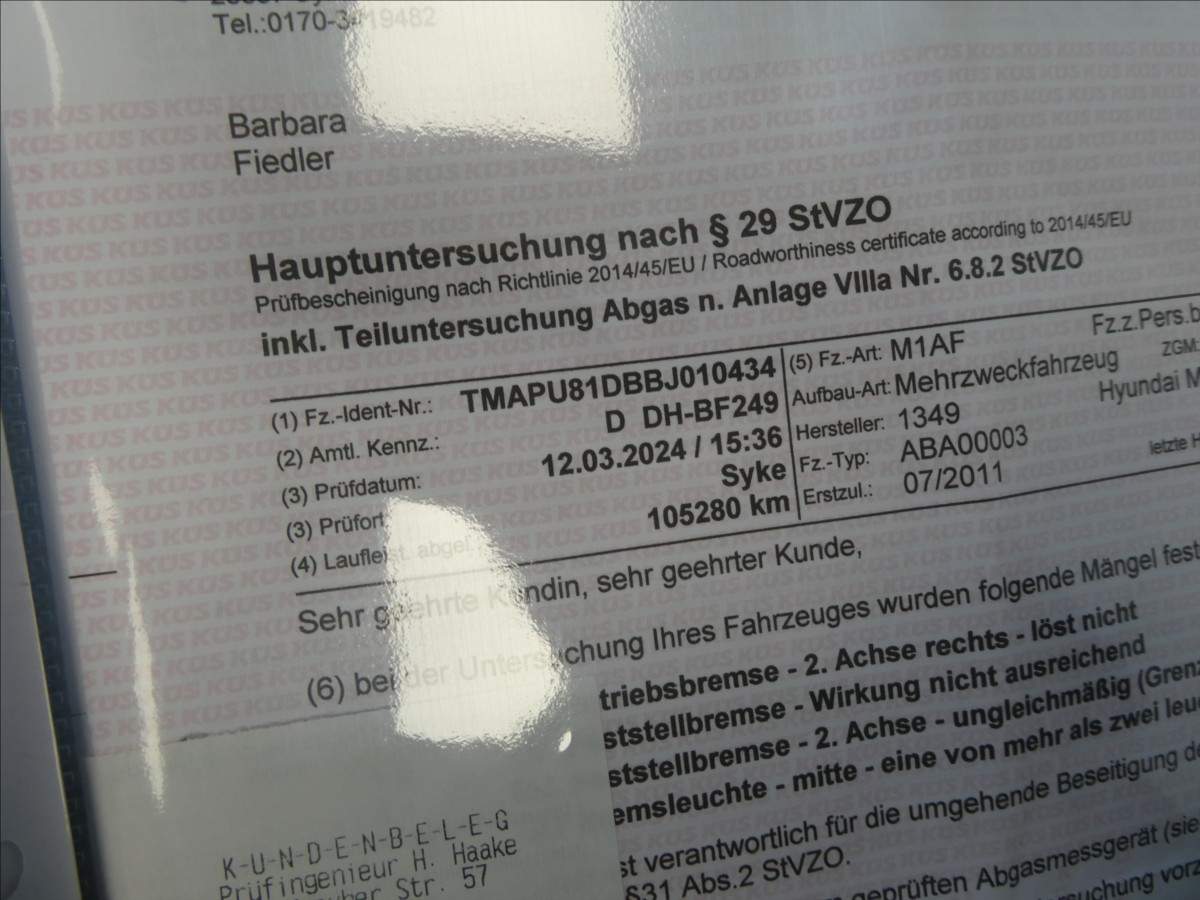 Tel.:0170-3
Barbara
Fiedler
Hauptuntersuchung nach § 29 StVZO
Prüfbescheinigung nach Richtlinie 2014/45/EU / Roadworthiness certificate according to 2014/45/EU
inkl. Teiluntersuchung Abgas n. Anlage VIIIa Nr. 6.8.2 StVZO
(1) Fz.-Ident-Nr.: TMAPU81DBBJ010434
(2) Amtl. Kennz.: D DH-BF249
(3) Prüfdatum: 12.03.2024 / 15:36
(3) Prüfort Syke
(4) Laufleist. abgel 105280 km
(5) Fz.-Art: M1AF Fz.z.Pers.b
Aufbau-Art: Mehrzweckfahrzeug ZGM:
Hersteller: 1349 Hyundai M
Fz.-Typ: ABA00003
Erstzul.: 07/2011 letzte H
Sehr geehrte Kundin, sehr geehrter Kunde,
(6) bei der Untersuchung Ihres Fahrzeuges wurden folgende Mängel fest
triebsbremse - 2. Achse rechts - löst nicht
ststellbremse - Wirkung nicht ausreichend
ststellbremse - 2. Achse - ungleichmäßig (Grenz
emsleuchte - mitte - eine von mehr als zwei leuc
st verantwortlich für die umgehende Beseitigung de
§31 Abs.2 StVZO.
geprüften Abgasmessgerät (sie
suchung vorz
K-U-N-D-E-N-B-E-L-E-G
Prüfingenieur H. Haake
Str. 57